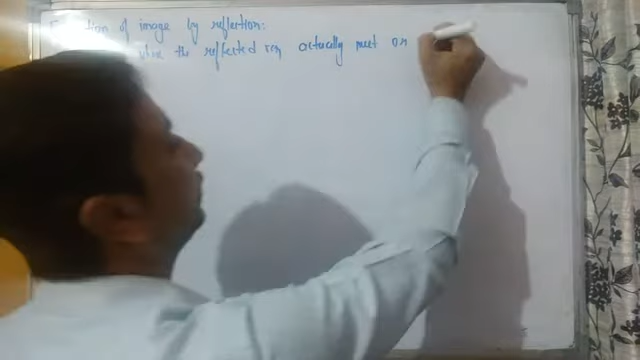 of image by reflection:
the reflected ray actually meet or